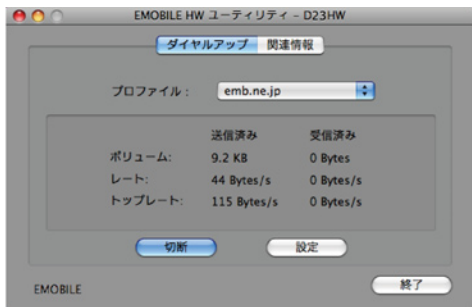 EMOBILE HW ユーティリティ – D23HW
ダイヤルアップ 関連情報
プロファイル : emb.ne.jp
送信済み 受信済み
ボリューム: 9.2 KB 0 Bytes
レート: 44 Bytes/s 0 Bytes/s
トップレート: 115 Bytes/s 0 Bytes/s
切断 設定
EMOBILE 終了